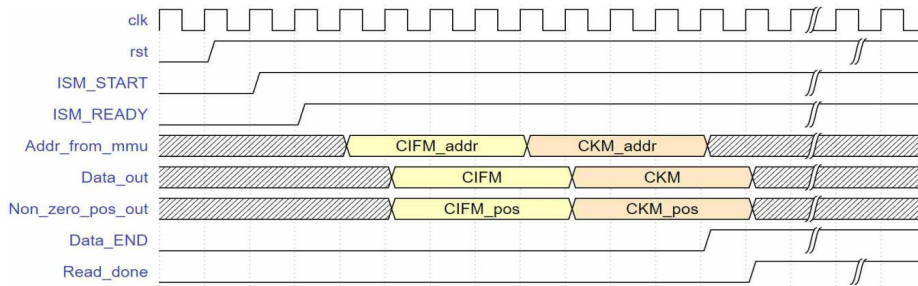 clk
rst
ISM_START
ISM_READY
Addr_from_mmu CIFM_addr CKM_addr
Data_out CIFM CKM
Non_zero_pos_out CIFM_pos CKM_pos
Data_END
Read_done